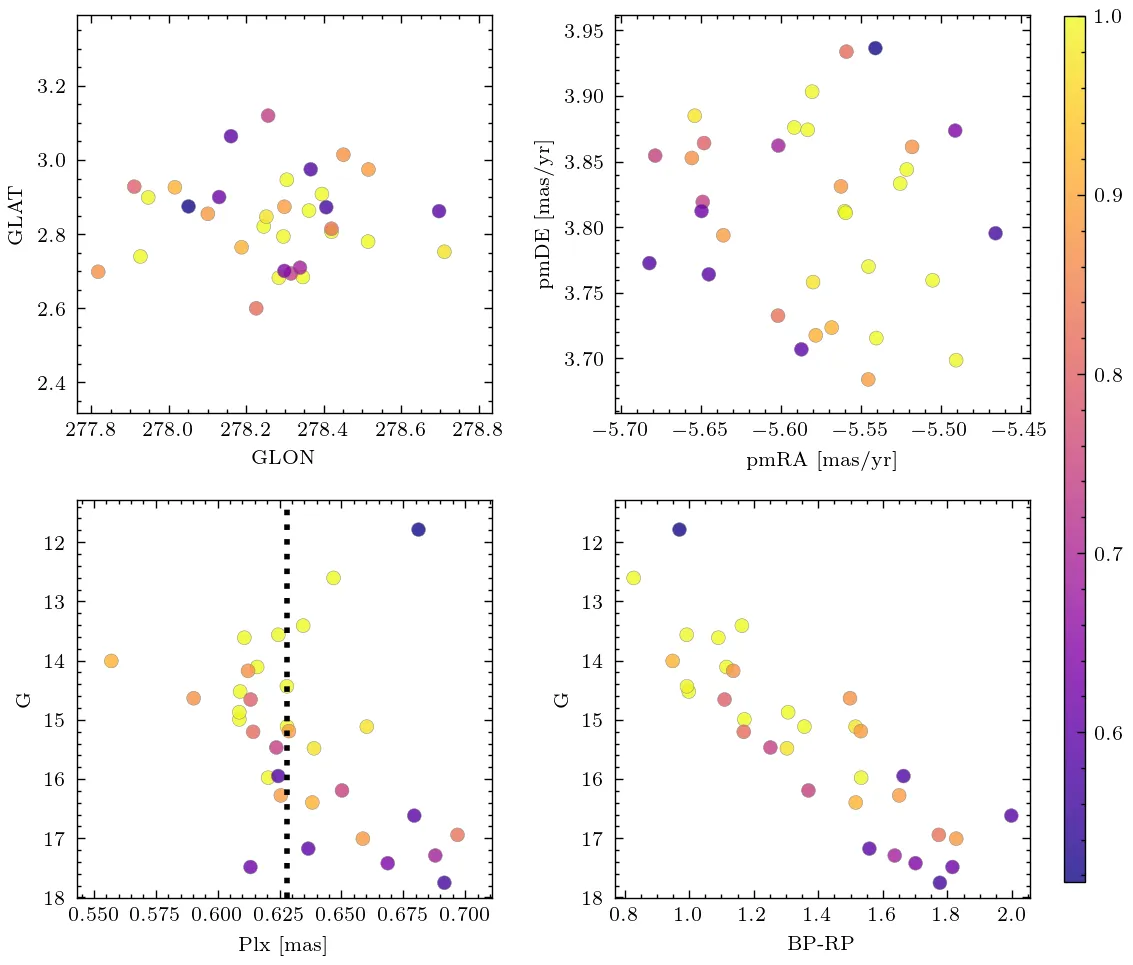 3.2
3.0
2.8
2.6
2.4
GLAT
277.8 278.0 278.2 278.4 278.6 278.8
GLON
3.95
3.90
3.85
3.80
3.75
3.70
pmDE [mas/yr]
−5.70 −5.65 −5.60 −5.55 −5.50 −5.45
pmRA [mas/yr]
12
13
14
15
16
17
18
G
0.550 0.575 0.600 0.625 0.650 0.675 0.700
Plx [mas]
12
13
14
15
16
17
18
G
0.8 1.0 1.2 1.4 1.6 1.8 2.0
BP-RP
1.0
0.9
0.8
0.7
0.6